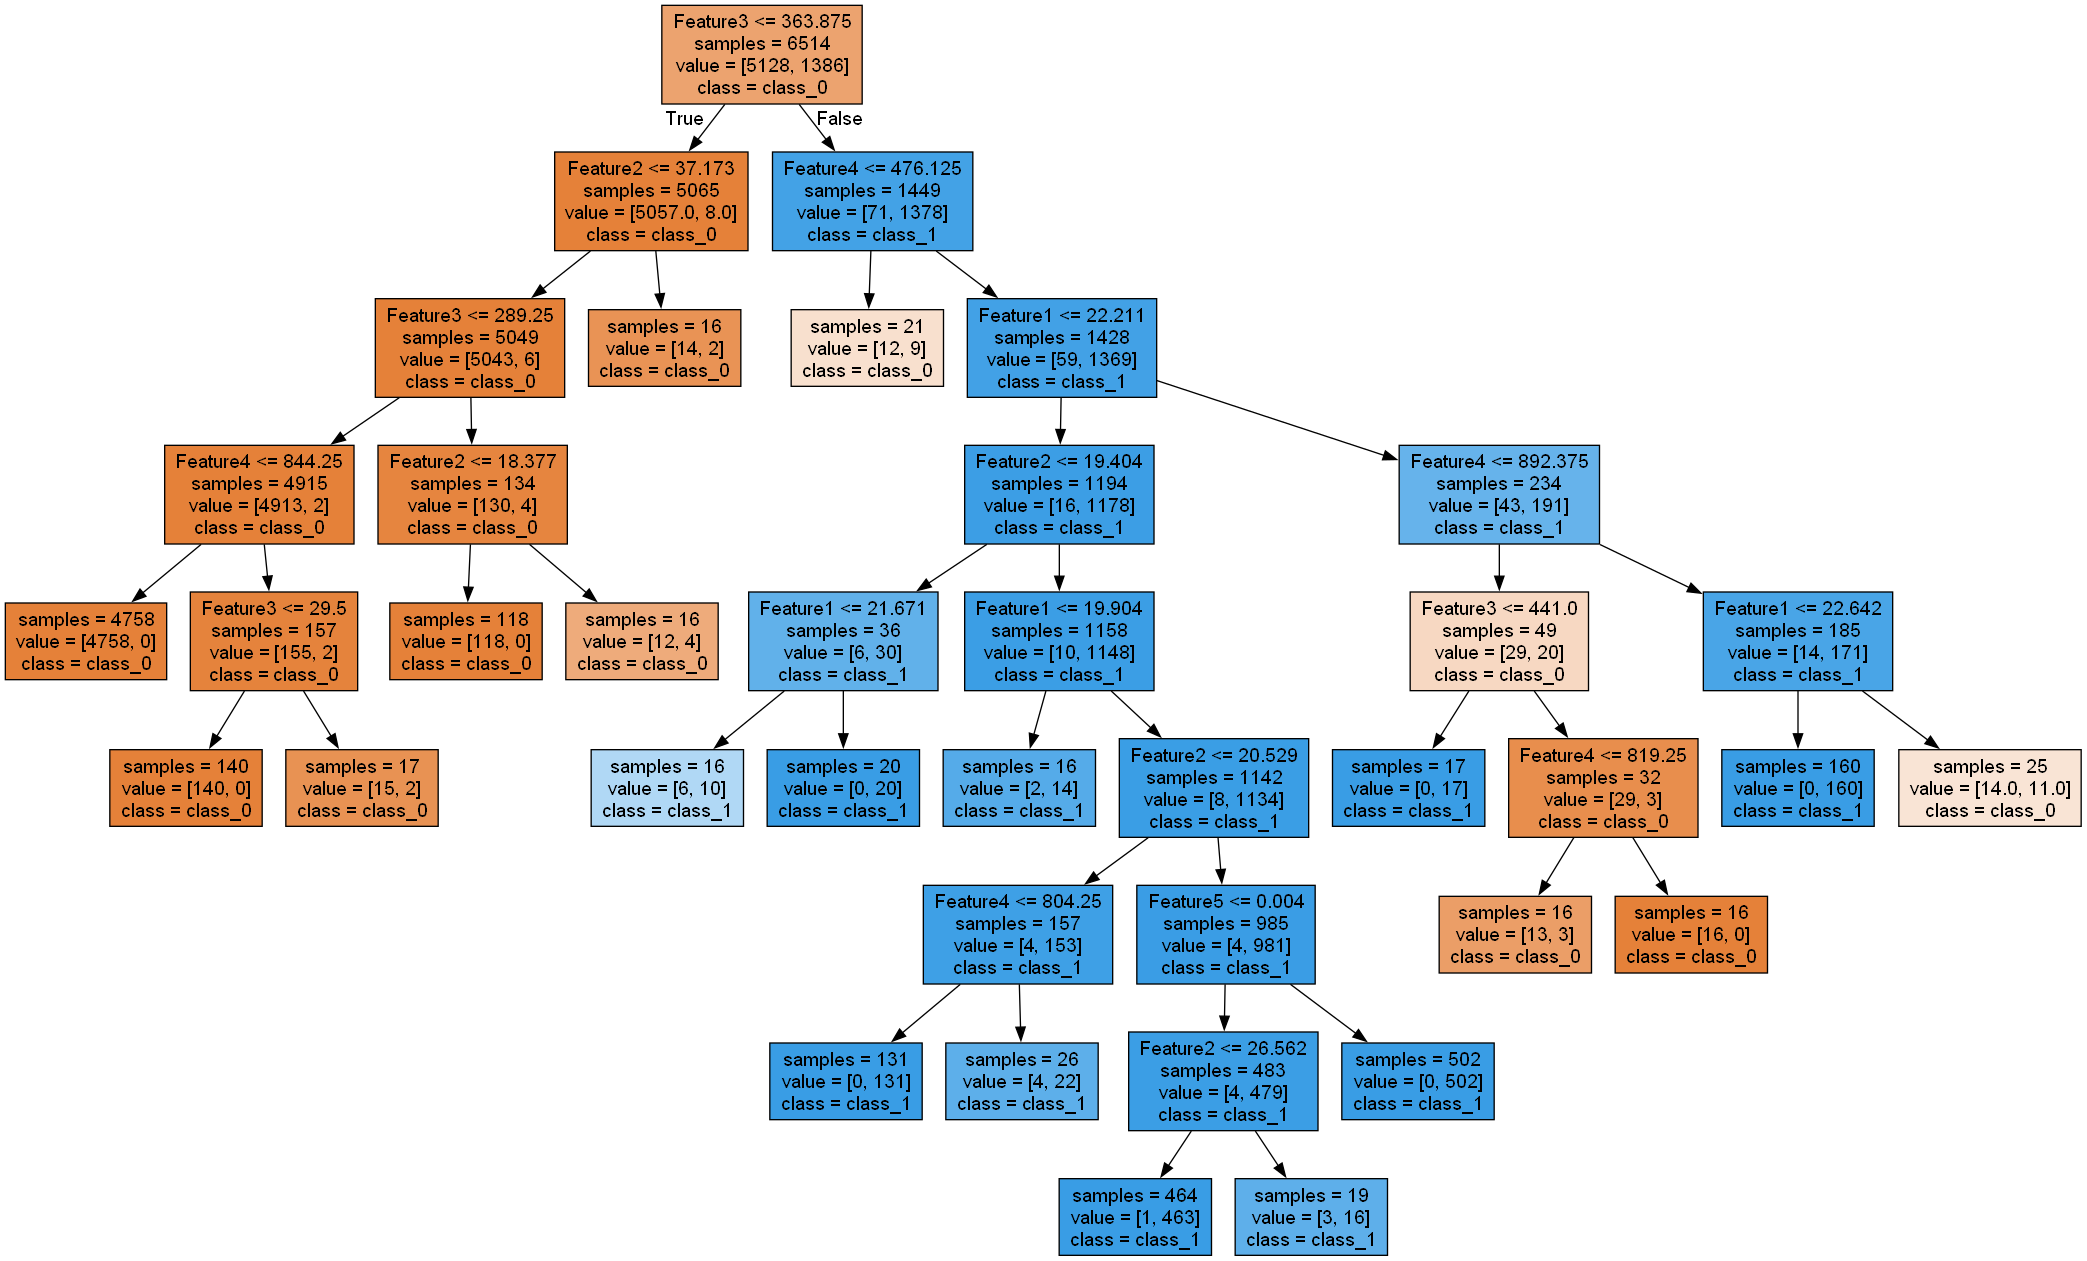 Feature3 <= 363.875
samples = 6514
value = [5128, 1386]
class = class_0
True
False
Feature2 <= 37.173
samples = 5065
value = [5057.0, 8.0]
class = class_0
Feature4 <= 476.125
samples = 1449
value = [71, 1378]
class = class_1
Feature3 <= 289.25
samples = 5049
value = [5043, 6]
class = class_0
samples = 16
value = [14, 2]
class = class_0
samples = 21
value = [12, 9]
class = class_0
Feature1 <= 22.211
samples = 1428
value = [59, 1369]
class = class_1
Feature4 <= 844.25
samples = 4915
value = [4913, 2]
class = class_0
Feature2 <= 18.377
samples = 134
value = [130, 4]
class = class_0
Feature2 <= 19.404
samples = 1194
value = [16, 1178]
class = class_1
Feature4 <= 892.375
samples = 234
value = [43, 191]
class = class_1
samples = 4758
value = [4758, 0]
class = class_0
Feature3 <= 29.5
samples = 157
value = [155, 2]
class = class_0
samples = 118
value = [118, 0]
class = class_0
samples = 16
value = [12, 4]
class = class_0
Feature1 <= 21.671
samples = 36
value = [6, 30]
class = class_1
Feature1 <= 19.904
samples = 1158
value = [10, 1148]
class = class_1
Feature3 <= 441.0
samples = 49
value = [29, 20]
class = class_0
Feature1 <= 22.642
samples = 185
value = [14, 171]
class = class_1
samples = 140
value = [140, 0]
class = class_0
samples = 17
value = [15, 2]
class = class_0
samples = 16
value = [6, 10]
class = class_1
samples = 20
value = [0, 20]
class = class_1
samples = 16
value = [2, 14]
class = class_1
Feature2 <= 20.529
samples = 1142
value = [8, 1134]
class = class_1
samples = 17
value = [0, 17]
class = class_1
Feature4 <= 819.25
samples = 32
value = [29, 3]
class = class_0
samples = 160
value = [0, 160]
class = class_1
samples = 25
value = [14.0, 11.0]
class = class_0
Feature4 <= 804.25
samples = 157
value = [4, 153]
class = class_1
Feature5 <= 0.004
samples = 985
value = [4, 981]
class = class_1
samples = 16
value = [13, 3]
class = class_0
samples = 16
value = [16, 0]
class = class_0
samples = 131
value = [0, 131]
class = class_1
samples = 26
value = [4, 22]
class = class_1
Feature2 <= 26.562
samples = 483
value = [4, 479]
class = class_1
samples = 502
value = [0, 502]
class = class_1
samples = 464
value = [1, 463]
class = class_1
samples = 19
value = [3, 16]
class = class_1